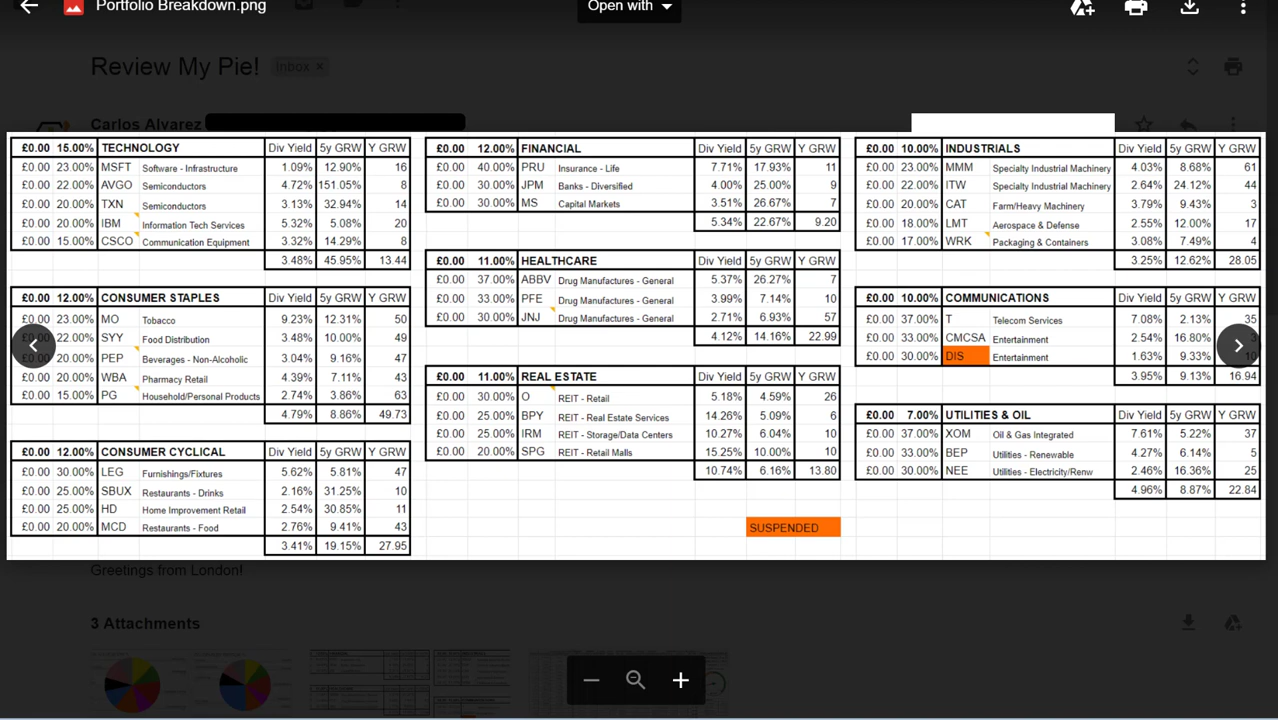 Portfolio Breakdown.png
Open with
Review My Pie!
Inbox ×
Carlos Alvarez
£0.00 15.00% TECHNOLOGY Div Yield 5y GRW Y GRW
£0.00 23.00% MSFT Software - Infrastructure 1.09% 12.90% 16
£0.00 22.00% AVGO Semiconductors 4.72% 151.05% 8
£0.00 20.00% TXN Semiconductors 3.13% 32.94% 14
£0.00 20.00% IBM Information Tech Services 5.32% 5.08% 20
£0.00 15.00% CSCO Communication Equipment 3.32% 14.29% 8
3.48% 45.95% 13.44
£0.00 12.00% CONSUMER STAPLES Div Yield 5y GRW Y GRW
£0.00 23.00% MO Tobacco 9.23% 12.31% 50
22.00% SYY Food Distribution 3.48% 10.00% 49
£0.00 20.00% PEP Beverages - Non-Alcoholic 3.04% 9.16% 47
£0.00 20.00% WBA Pharmacy Retail 4.39% 7.11% 43
£0.00 15.00% PG Household/Personal Products 2.74% 3.86% 63
4.79% 8.86% 49.73
£0.00 12.00% CONSUMER CYCLICAL Div Yield 5y GRW Y GRW
£0.00 30.00% LEG Furnishings/Fixtures 5.62% 5.81% 47
£0.00 25.00% SBUX Restaurants - Drinks 2.16% 31.25% 10
£0.00 25.00% HD Home Improvement Retail 2.54% 30.85% 11
£0.00 20.00% MCD Restaurants - Food 2.76% 9.41% 43
3.41% 19.15% 27.95
£0.00 12.00% FINANCIAL Div Yield 5y GRW Y GRW
£0.00 40.00% PRU Insurance - Life 7.71% 17.93% 11
£0.00 30.00% JPM Banks - Diversified 4.00% 25.00% 9
£0.00 30.00% MS Capital Markets 3.51% 26.67% 7
5.34% 22.67% 9.20
£0.00 11.00% HEALTHCARE Div Yield 5y GRW Y GRW
£0.00 37.00% ABBV Drug Manufactures - General 5.37% 26.27% 7
£0.00 33.00% PFE Drug Manufactures - General 3.99% 7.14% 10
£0.00 30.00% JNJ Drug Manufactures - General 2.71% 6.93% 57
4.12% 14.16% 22.99
£0.00 11.00% REAL ESTATE Div Yield 5y GRW Y GRW
£0.00 30.00% O REIT - Retail 5.18% 4.59% 26
£0.00 25.00% BPY REIT - Real Estate Services 14.26% 5.09% 6
£0.00 25.00% IRM REIT - Storage/Data Centers 10.27% 6.04% 10
£0.00 20.00% SPG REIT - Retail Malls 15.25% 10.00% 10
10.74% 6.16% 13.80
SUSPENDED
£0.00 10.00% INDUSTRIALS Div Yield 5y GRW Y GRW
£0.00 23.00% MMM Specialty Industrial Machinery 4.03% 8.68% 61
£0.00 22.00% ITW Specialty Industrial Machinery 2.64% 24.12% 44
£0.00 20.00% CAT Farm/Heavy Machinery 3.79% 9.43% 3
£0.00 18.00% LMT Aerospace & Defense 2.55% 12.00% 17
£0.00 17.00% WRK Packaging & Containers 3.08% 7.49% 4
3.25% 12.62% 28.05
£0.00 10.00% COMMUNICATIONS Div Yield 5y GRW Y GRW
£0.00 37.00% T Telecom Services 7.08% 2.13% 35
£0.00 33.00% CMCSA Entertainment 2.54% 16.80%
£0.00 30.00% DIS Entertainment 1.63% 9.33% 10
3.95% 9.13% 16.94
£0.00 7.00% UTILITIES & OIL Div Yield 5y GRW Y GRW
£0.00 37.00% XOM Oil & Gas Integrated 7.61% 5.22% 37
£0.00 33.00% BEP Utilities - Renewable 4.27% 6.14% 5
£0.00 30.00% NEE Utilities - Electricity/Renw 2.46% 16.36% 25
4.96% 8.87% 22.84
Greetings from London!
3 Attachments